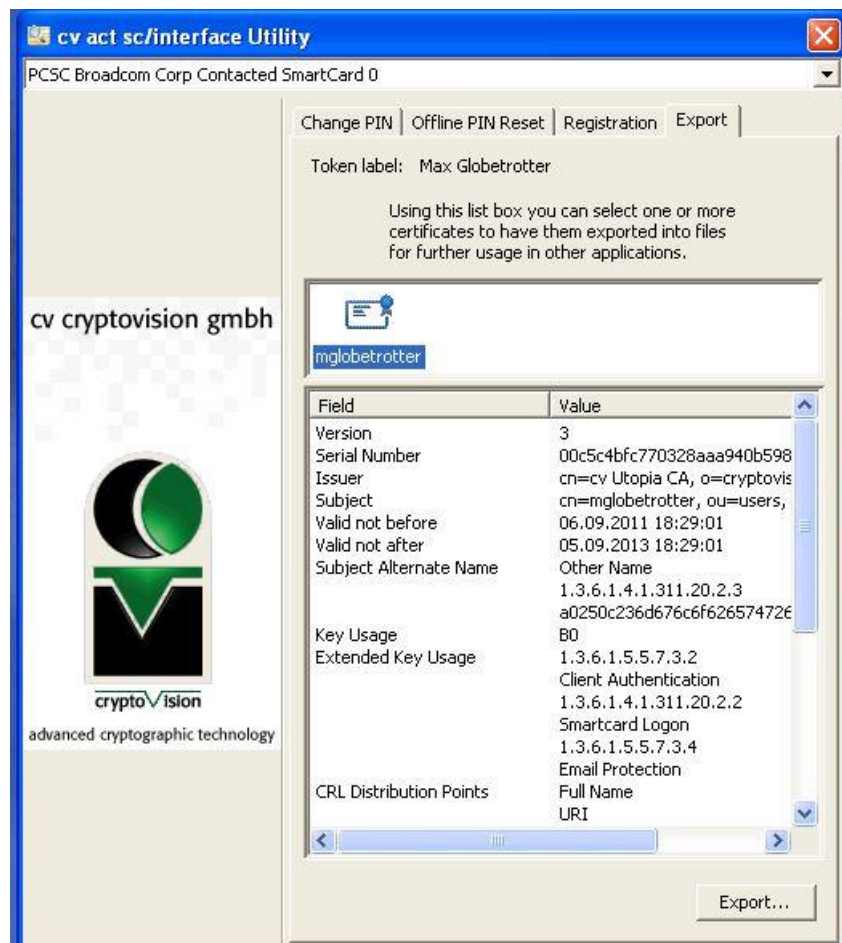 cv act sc/interface Utility
PCSC Broadcom Corp Contacted SmartCard 0
Change PIN Offline PIN Reset Registration Export
Token label: Max Globetrotter
Using this list box you can select one or more
certificates to have them exported into files
for further usage in other applications.
cv cryptovision gmbh
mglobetrotter
Field Value
Version 3
Serial Number 00c5c4bfc770328aaa940b598
Issuer cn=cv Utopia CA, o=cryptovis
Subject cn=mglobetrotter, ou=users,
Valid not before 06.09.2011 18:29:01
Valid not after 05.09.2013 18:29:01
Subject Alternate Name Other Name
1.3.6.1.4.1.311.20.2.3
a0250c236d676c6f626574726
Key Usage B0
Extended Key Usage 1.3.6.1.5.5.7.3.2
Client Authentication
1.3.6.1.4.1.311.20.2.2
Smartcard Logon
1.3.6.1.5.5.7.3.4
Email Protection
CRL Distribution Points Full Name
URI
cryptovision
advanced cryptographic technology
Export...